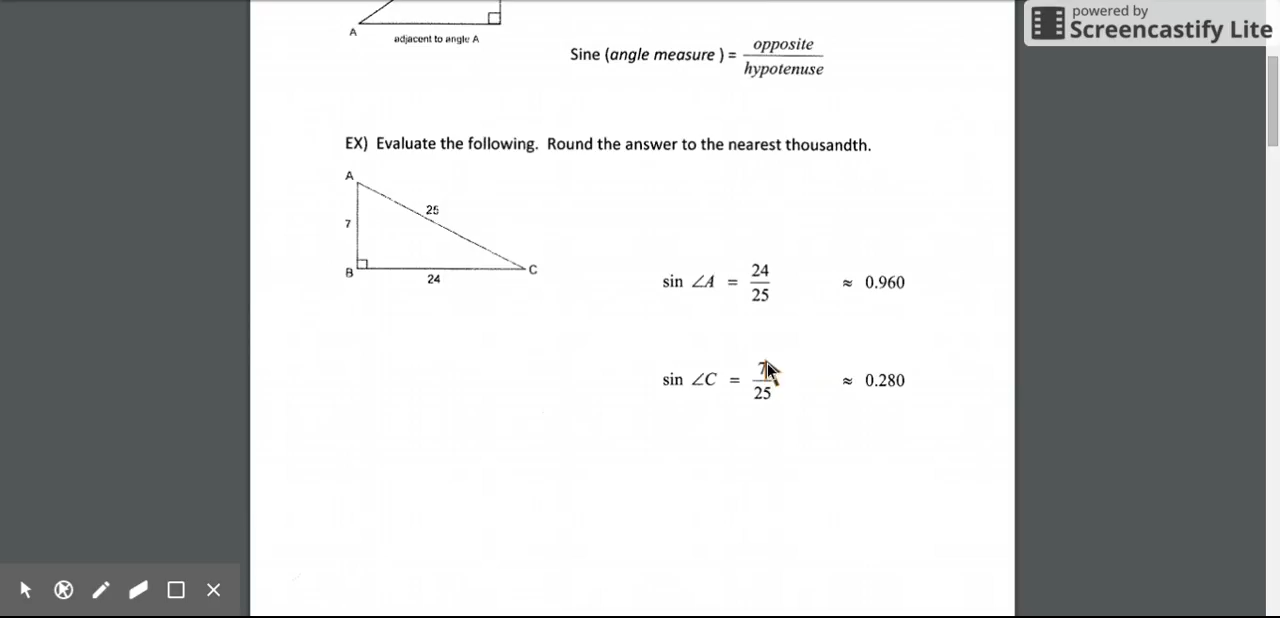 powered by
Screencastify Lite
A
adjacent to angle A
Sine (angle measure ) = opposite
hypotenuse
EX) Evaluate the following. Round the answer to the nearest thousandth.
A
25
7
B
24
C
sin ∠A = 24
25
≈ 0.960
sin ∠C =
25
≈ 0.280